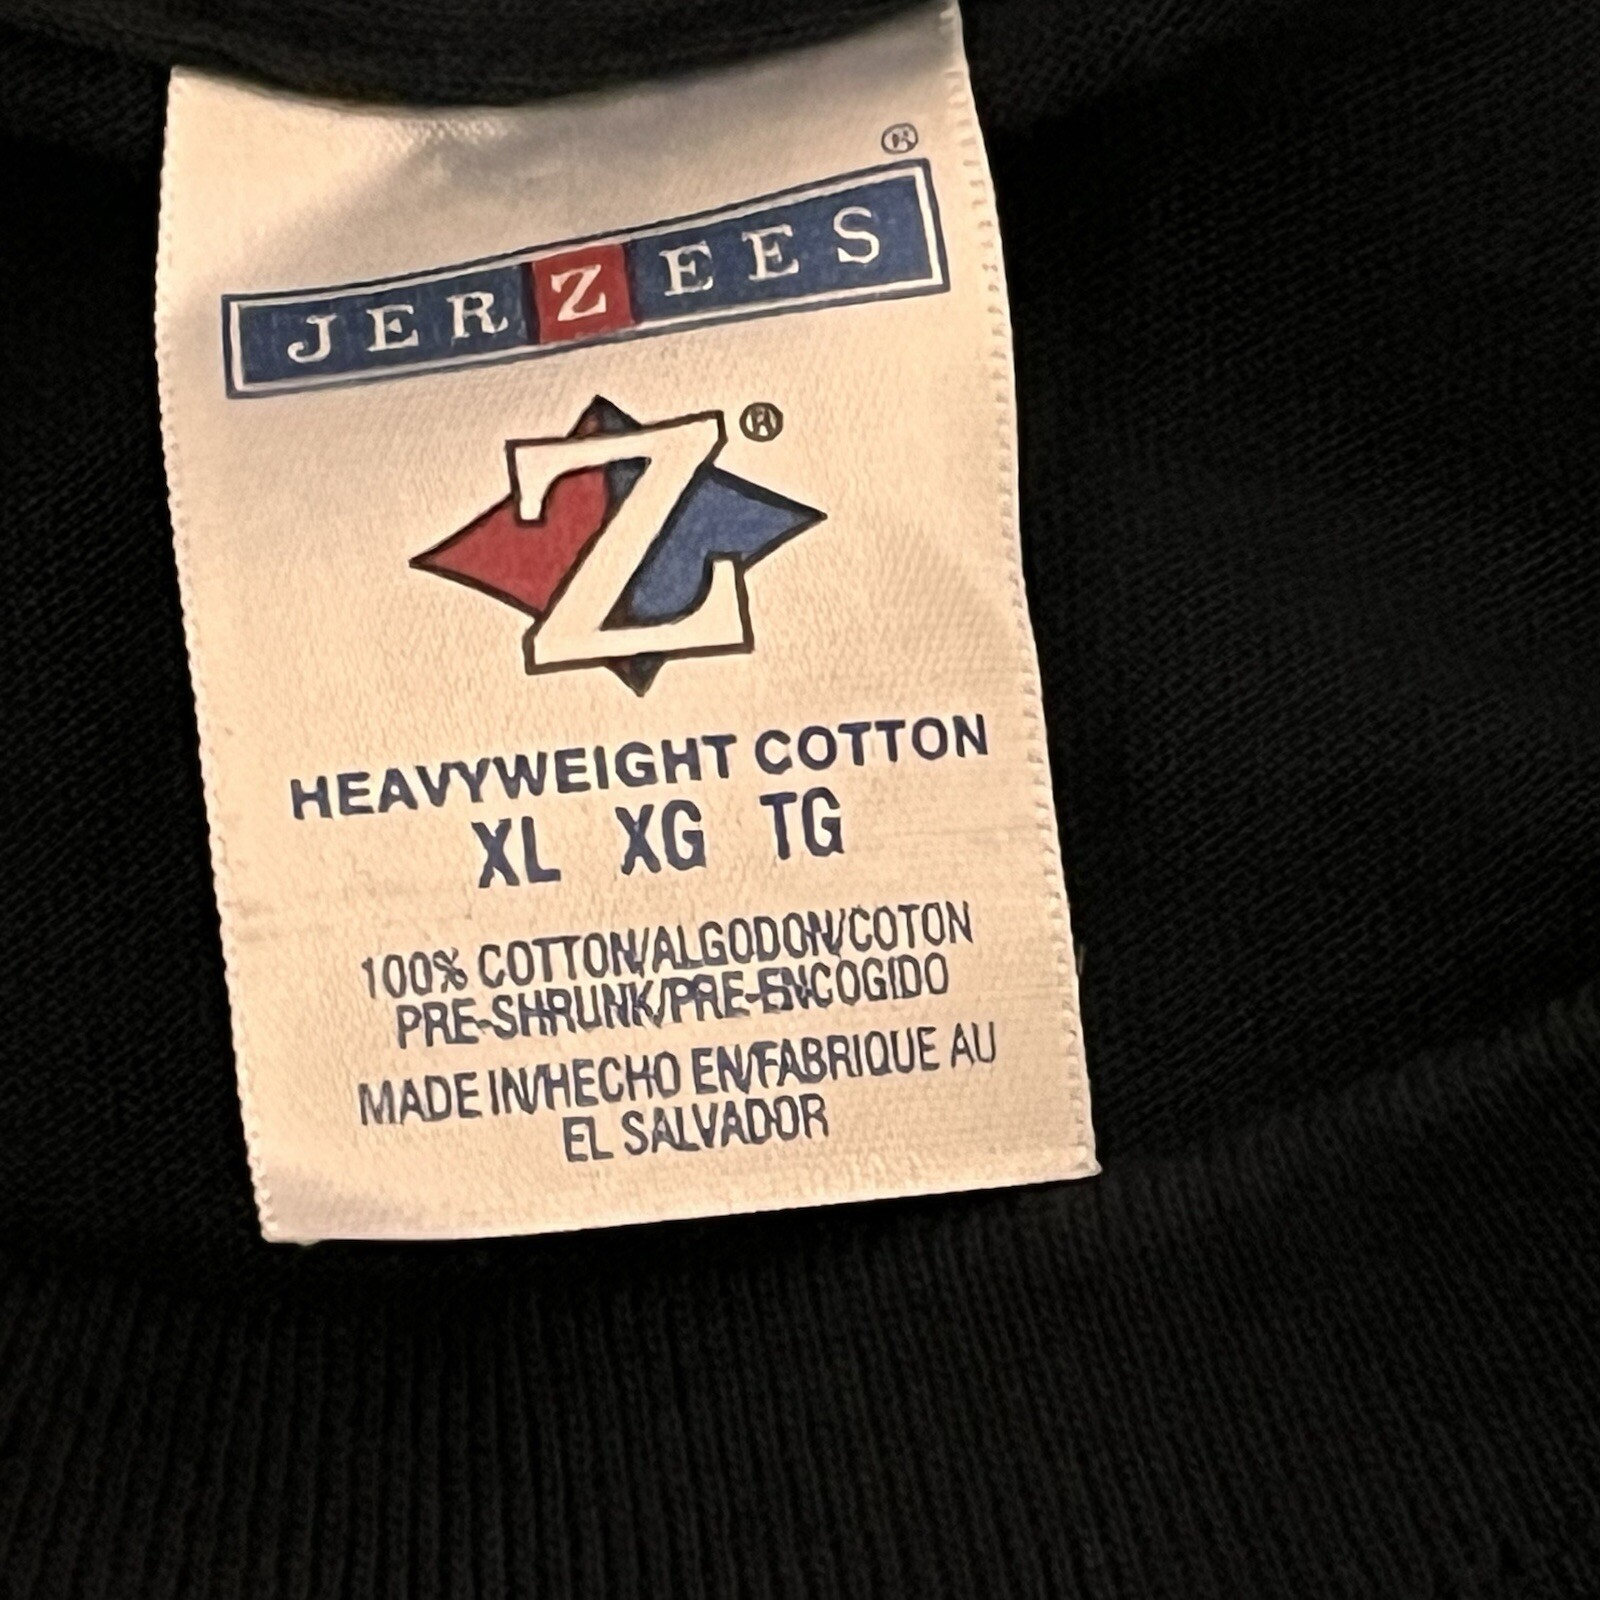 ®
JERZEES
Z ®
HEAVYWEIGHT COTTON
XL XG TG
100% COTTON/ALGODON/COTON
PRE-SHRUNK/PRE-ENCOGIDO
MADE IN/HECHO EN/FABRIQUE AU
EL SALVADOR